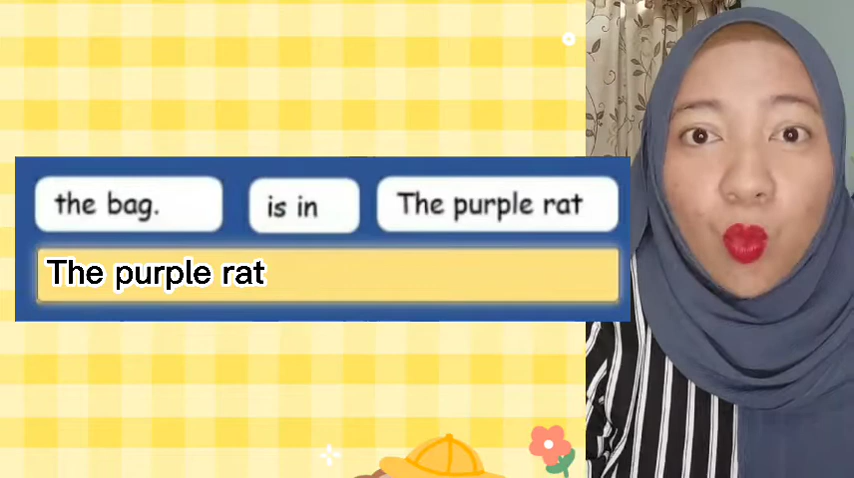 the bag. is in The purple rat
The purple rat